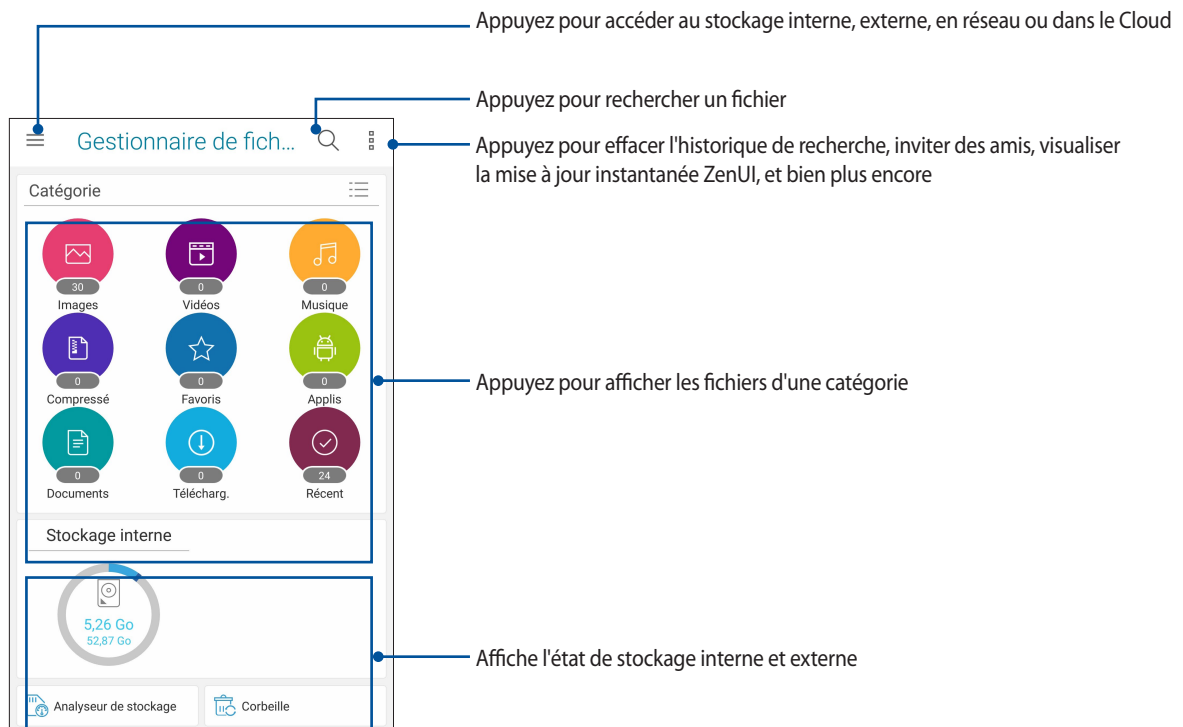 Appuyez pour accéder au stockage interne, externe, en réseau ou dans le Cloud
Appuyez pour rechercher un fichier
Appuyez pour effacer l'historique de recherche, inviter des amis, visualiser
la mise à jour instantanée ZenUI, et bien plus encore
Gestionnaire de fich...
Catégorie
30
0
0
Images
Vidéos
Musique
0
0
0
Compressé
Favoris
Applis
Appuyez pour afficher les fichiers d'une catégorie
0
0
24
Documents
Télécharg.
Récent
Stockage interne
5,26 Go
52,87 Go
Affiche l'état de stockage interne et externe
Analyseur de stockage
Corbeille